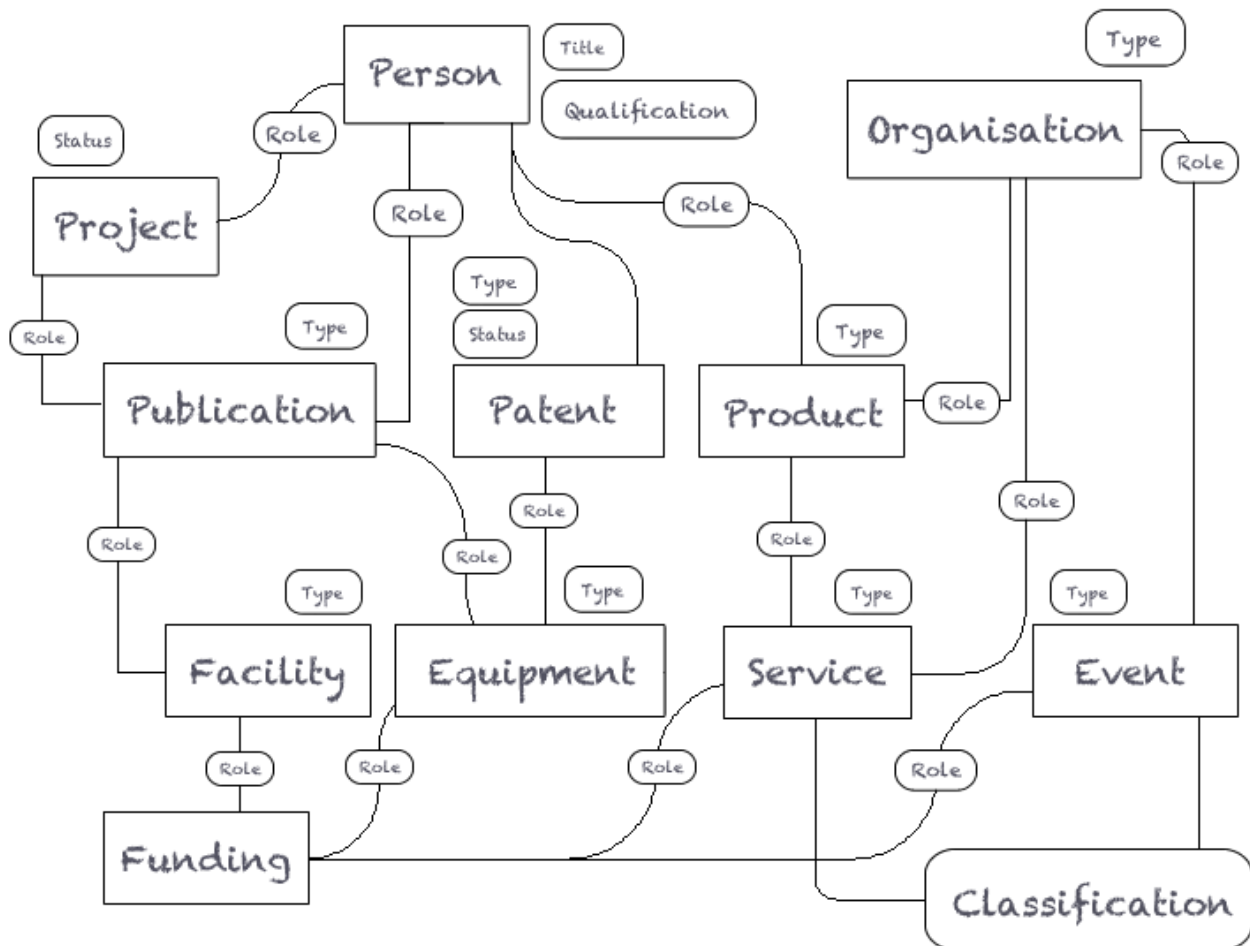 Type
Title
Person
Qualification
Organisation
Status
Role
Role
Project
Role
Role
Type
Type
Status
Type
Role
Publication
Patent
Product
Role
Role
Role
Role
Role
Role
Type
Type
Type
Type
Facility
Equipment
Service
Event
Role
Role
Role
Role
Funding
Classification